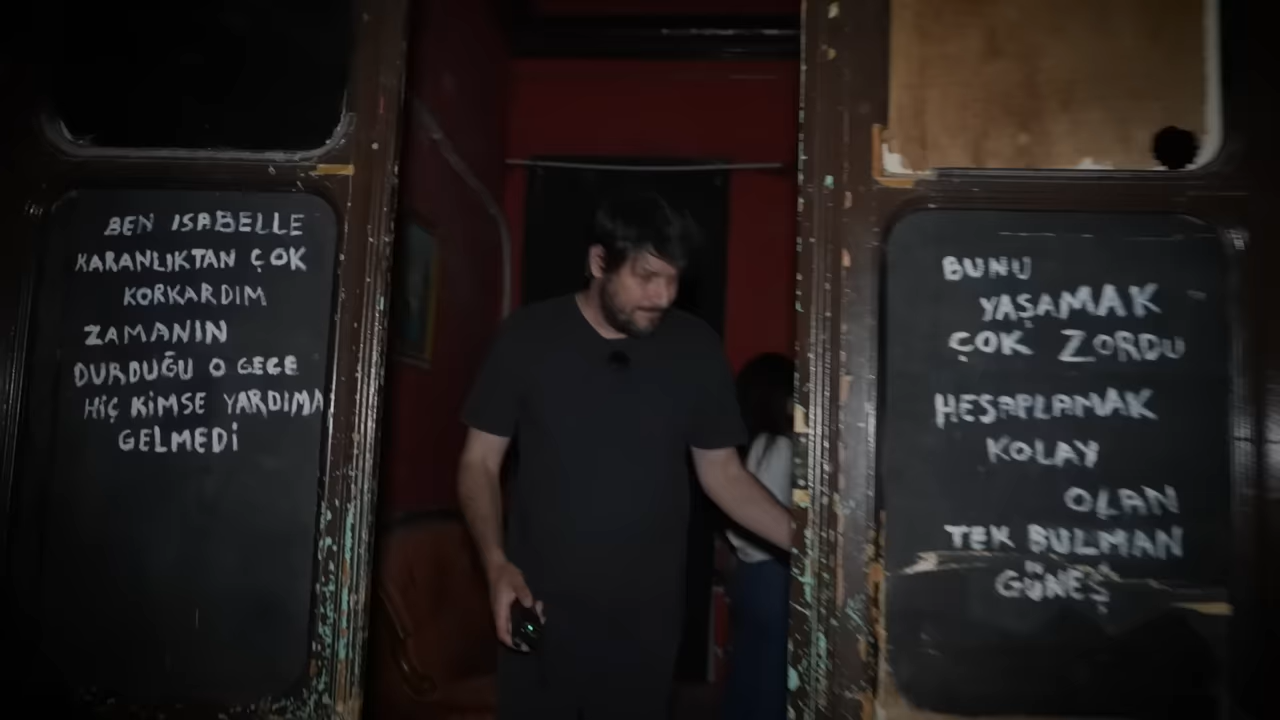 BEN ISABELLE
KARANLIKTAN ÇOK
KORKARDIM
ZAMANIN
DURDUĞU O GECE
HİÇ KİMSE YARDIMA
GELMEDİ
BUNU
YAŞAMAK
ÇOK ZORDU
HESAPLAMAK
KOLAY
OLAN
TEK BULMAN
GÜNEŞ